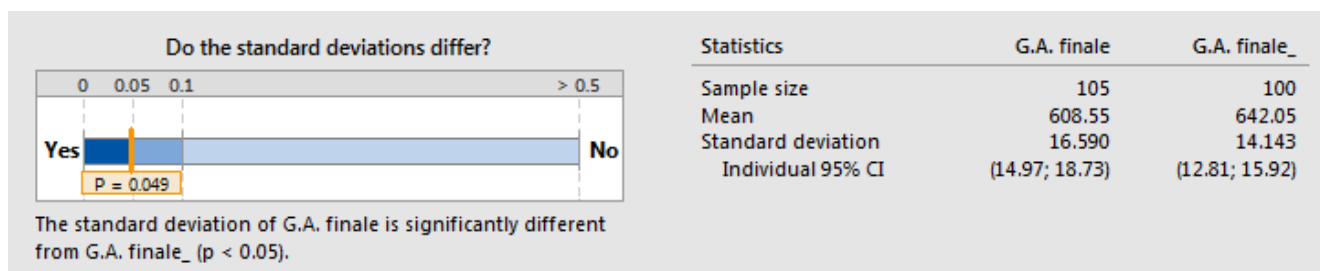 Do the standard deviations differ?
0 0.05 0.1 > 0.5
Yes No
P = 0.049
The standard deviation of G.A. finale is significantly different
from G.A. finale_ (p < 0.05).
Statistics G.A. finale G.A. finale_
Sample size 105 100
Mean 608.55 642.05
Standard deviation 16.590 14.143
Individual 95% CI (14.97; 18.73) (12.81; 15.92)